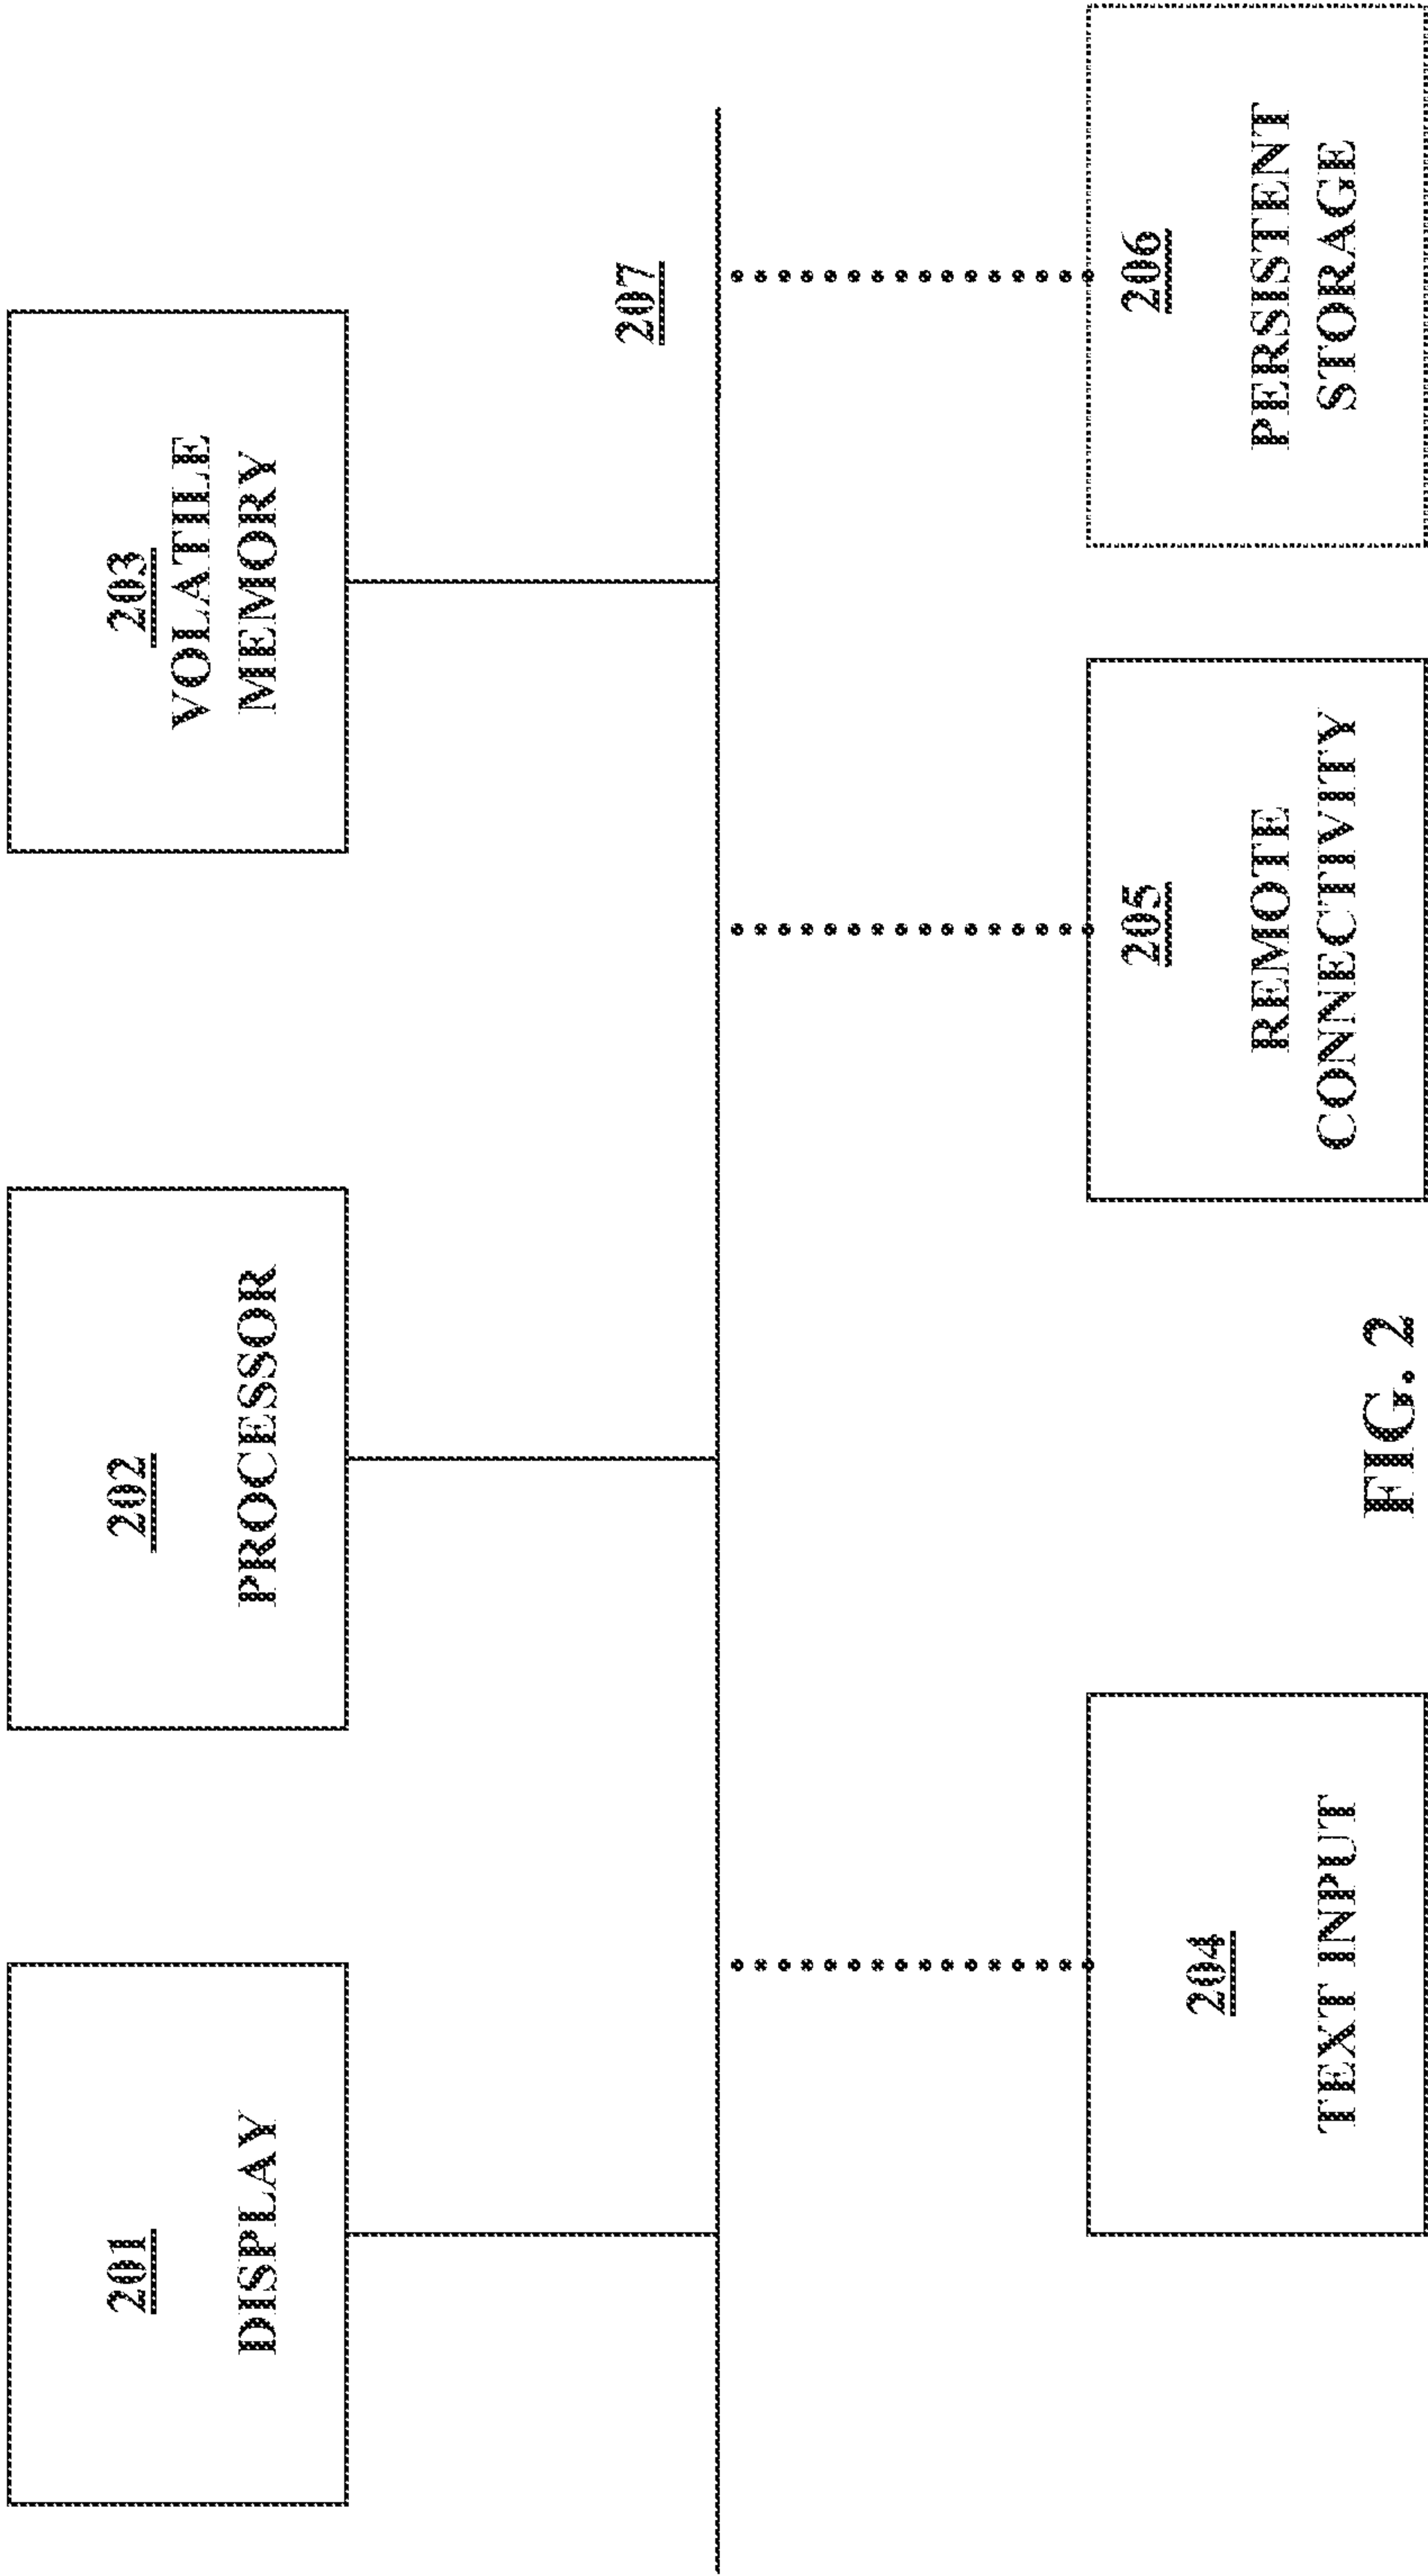 201
DISPLAY
202
PROCESSOR
203
VOLATILE
MEMORY
207
204
TEXT INPUT
205
REMOTE
CONNECTIVITY
206
PERSISTENT
STORAGE
FIG. 2